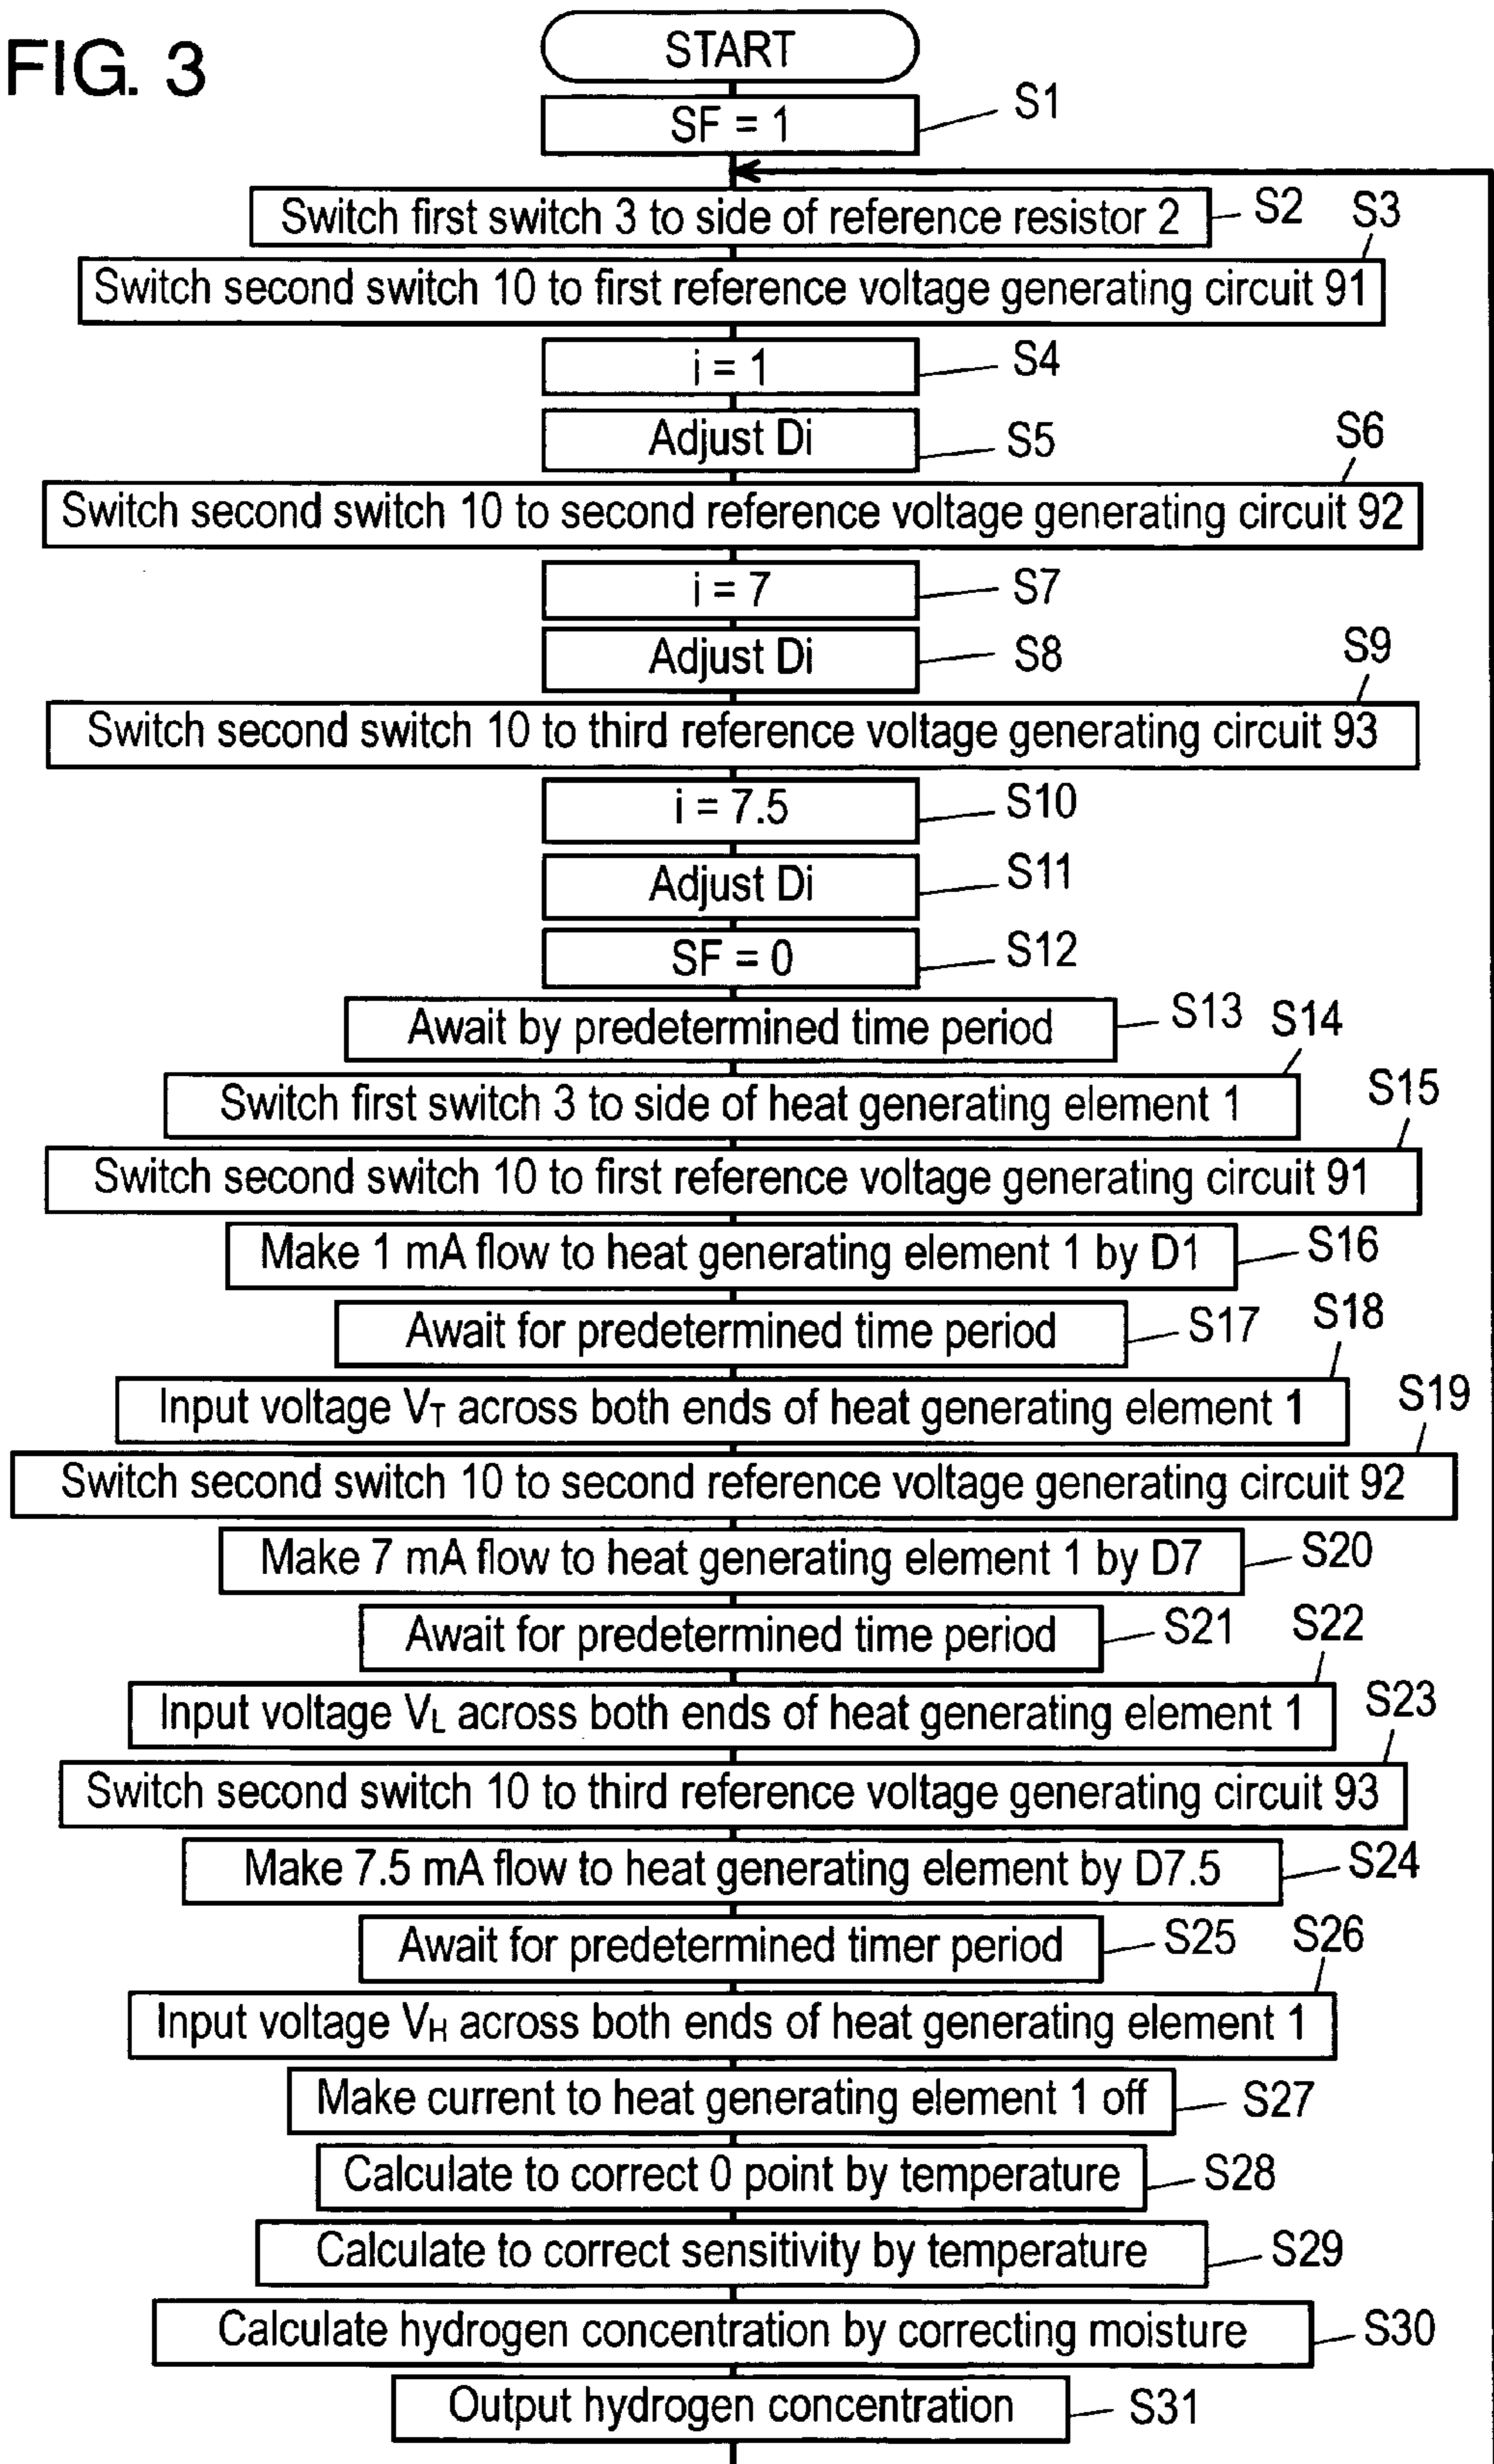 FIG. 3
START
SF = 1
S1
Switch first switch 3 to side of reference resistor 2
S2
S3
Switch second switch 10 to first reference voltage generating circuit 91
i = 1
S4
Adjust Di
S5
S6
Switch second switch 10 to second reference voltage generating circuit 92
i = 7
S7
Adjust Di
S8
S9
Switch second switch 10 to third reference voltage generating circuit 93
i = 7.5
S10
Adjust Di
S11
SF = 0
S12
Await by predetermined time period
S13
S14
Switch first switch 3 to side of heat generating element 1
S15
Switch second switch 10 to first reference voltage generating circuit 91
Make 1 mA flow to heat generating element 1 by D1
S16
Await for predetermined time period
S17
S18
Input voltage VT across both ends of heat generating element 1
S19
Switch second switch 10 to second reference voltage generating circuit 92
Make 7 mA flow to heat generating element 1 by D7
S20
Await for predetermined time period
S21
S22
Input voltage VL across both ends of heat generating element 1
S23
Switch second switch 10 to third reference voltage generating circuit 93
Make 7.5 mA flow to heat generating element by D7.5
S24
Await for predetermined timer period
S25
S26
Input voltage VH across both ends of heat generating element 1
Make current to heat generating element 1 off
S27
Calculate to correct 0 point by temperature
S28
Calculate to correct sensitivity by temperature
S29
Calculate hydrogen concentration by correcting moisture
S30
Output hydrogen concentration
S31